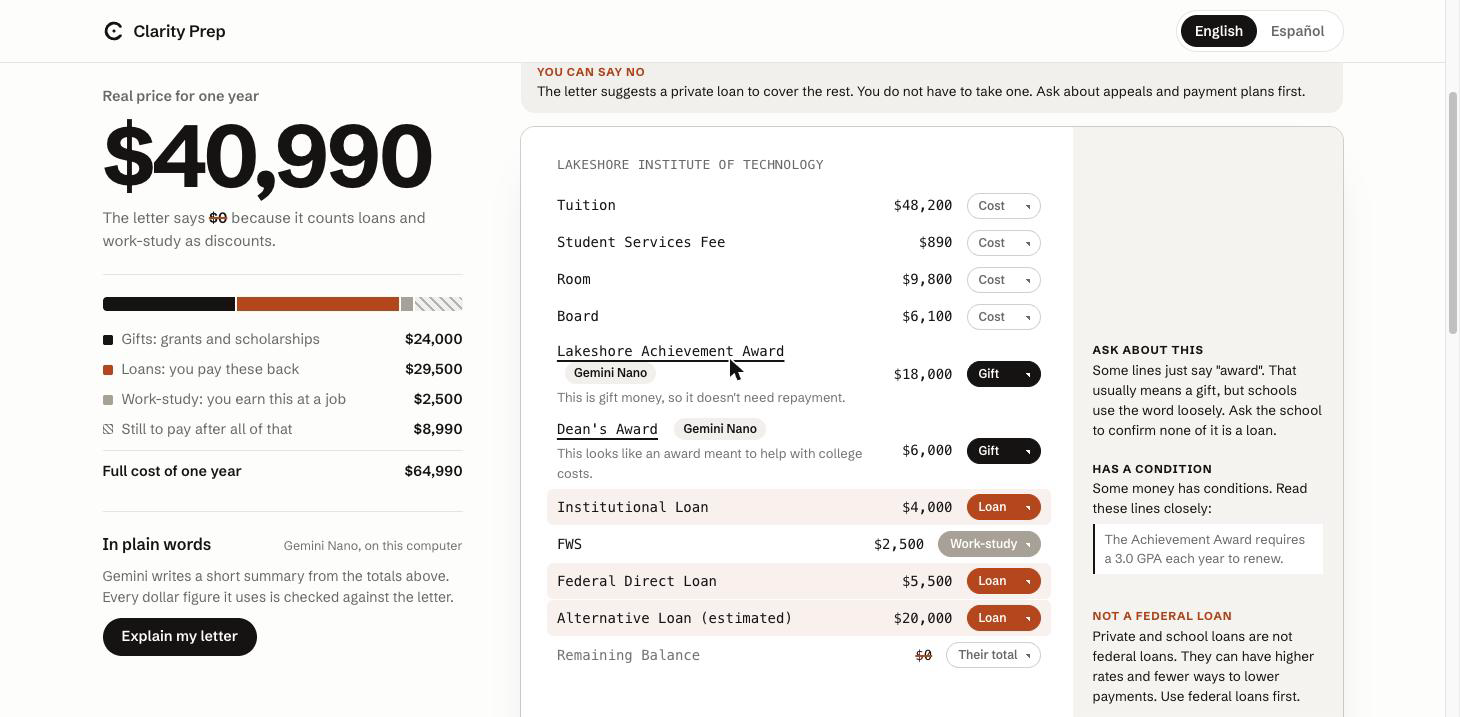 Clarity Prep
English
Español
Real price for one year
$40,990
The letter says $0 because it counts loans and
work-study as discounts.
Gifts: grants and scholarships $24,000
Loans: you pay these back $29,500
Work-study: you earn this at a job $2,500
Still to pay after all of that $8,990
Full cost of one year $64,990
In plain words Gemini Nano, on this computer
Gemini writes a short summary from the totals above.
Every dollar figure it uses is checked against the letter.
Explain my letter
YOU CAN SAY NO
The letter suggests a private loan to cover the rest. You do not have to take one. Ask about appeals and payment plans first.
LAKESHORE INSTITUTE OF TECHNOLOGY
Tuition $48,200 Cost
Student Services Fee $890 Cost
Room $9,800 Cost
Board $6,100 Cost
Lakeshore Achievement Award
Gemini Nano $18,000 Gift
This is gift money, so it doesn't need repayment.
Dean's Award Gemini Nano
$6,000 Gift
This looks like an award meant to help with college
costs.
Institutional Loan $4,000 Loan
FWS $2,500 Work-study
Federal Direct Loan $5,500 Loan
Alternative Loan (estimated) $20,000 Loan
Remaining Balance $0 Their total
ASK ABOUT THIS
Some lines just say "award". That
usually means a gift, but schools
use the word loosely. Ask the school
to confirm none of it is a loan.
HAS A CONDITION
Some money has conditions. Read
these lines closely:
The Achievement Award requires
a 3.0 GPA each year to renew.
NOT A FEDERAL LOAN
Private and school loans are not
federal loans. They can have higher
rates and fewer ways to lower
payments. Use federal loans first.